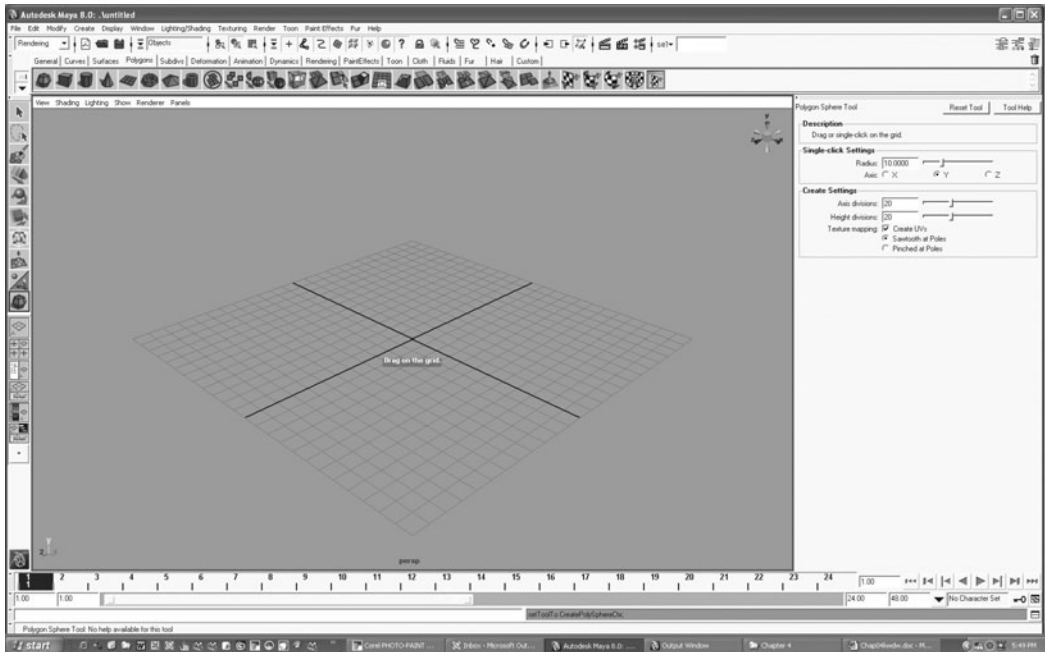 Autodesk Maya 8.0: .\untitled
File Edit Modify Create Display Window Lighting/Shading Texturing Render Toon Paint Effects Fur Help
Rendering Objects sel=
General Curves Surfaces Polygons Subdivs Deformation Animation Dynamics Rendering PaintEffects Toon Cloth Fluids Fur Hair Custom
View Shading Lighting Show Renderer Panels
Polygon Sphere Tool Reset Tool Tool Help
Description
Drag or single-click on the grid.
Single-click Settings
Radius: 10.0000
Axis: X Y Z
Create Settings
Axis divisions: 20
Height divisions: 20
Texture mapping: Create UVs
Sawtooth at Poles
Pinched at Poles
Drag on the grid.
persp
1 2 3 4 5 6 7 8 9 10 11 12 13 14 15 16 17 18 19 20 21 22 23 24 1.00
1.00 1.00 24.00 48.00 No Character Set
setToolTo CreatePolySphereCtx;
Polygon Sphere Tool: No help available for this tool
start Corel PHOTO-PAINT ... Inbox - Microsoft Out... Autodesk Maya 8.0: ... Output Window Chapter 4 5:49 PM